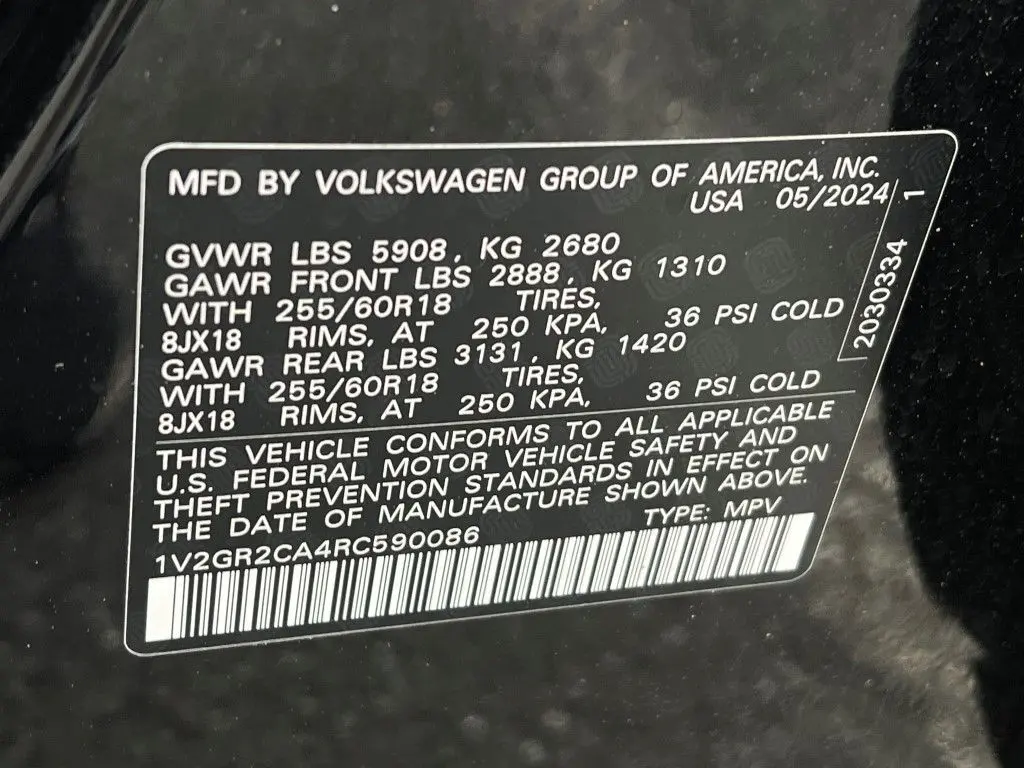 MFD BY VOLKSWAGEN GROUP OF AMERICA, INC.
USA 05/2024
1
2030334
GVWR LBS 5908, KG 2680
GAWR FRONT LBS 2888, KG 1310
WITH 255/60R18 TIRES,
8JX18 RIMS, AT 250 KPA, 36 PSI COLD
GAWR REAR LBS 3131, KG 1420
WITH 255/60R18 TIRES,
8JX18 RIMS, AT 250 KPA, 36 PSI COLD
THIS VEHICLE CONFORMS TO ALL APPLICABLE
U.S. FEDERAL MOTOR VEHICLE SAFETY AND
THEFT PREVENTION STANDARDS IN EFFECT ON
THE DATE OF MANUFACTURE SHOWN ABOVE.
1V2GR2CA4RC590086 TYPE: MPV